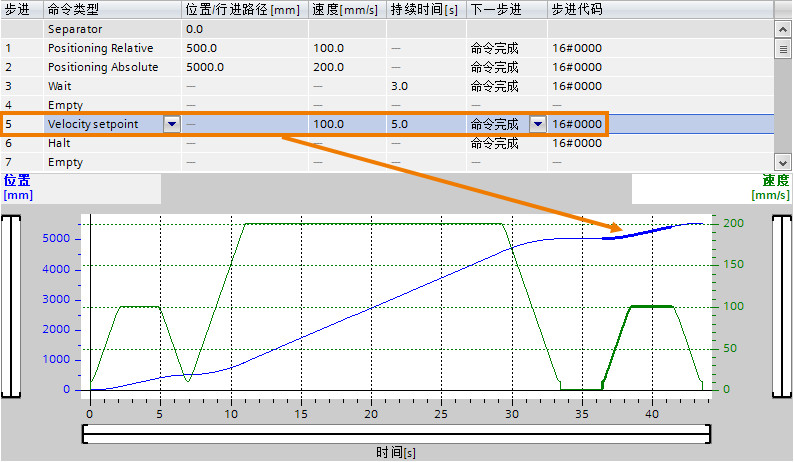 步进 命令类型 位置/行进路径 [mm] 速度 [mm/s] 持续时间 [s] 下一步进 步进代码
Separator 0.0
1 Positioning Relative 500.0 100.0 — 命令完成 16#0000
2 Positioning Absolute 5000.0 200.0 — 命令完成 16#0000
3 Wait — — 3.0 命令完成 16#0000
4 Empty — — — — —
5 Velocity setpoint — 100.0 5.0 命令完成 16#0000
6 Halt — — — 命令完成 16#0000
7 Empty — — — — —
位置 速度
[mm] [mm/s]
5000 200
4000 150
3000
2000 100
1000 50
0 0
0 5 10 15 20 25 30 35 40
时间[s]